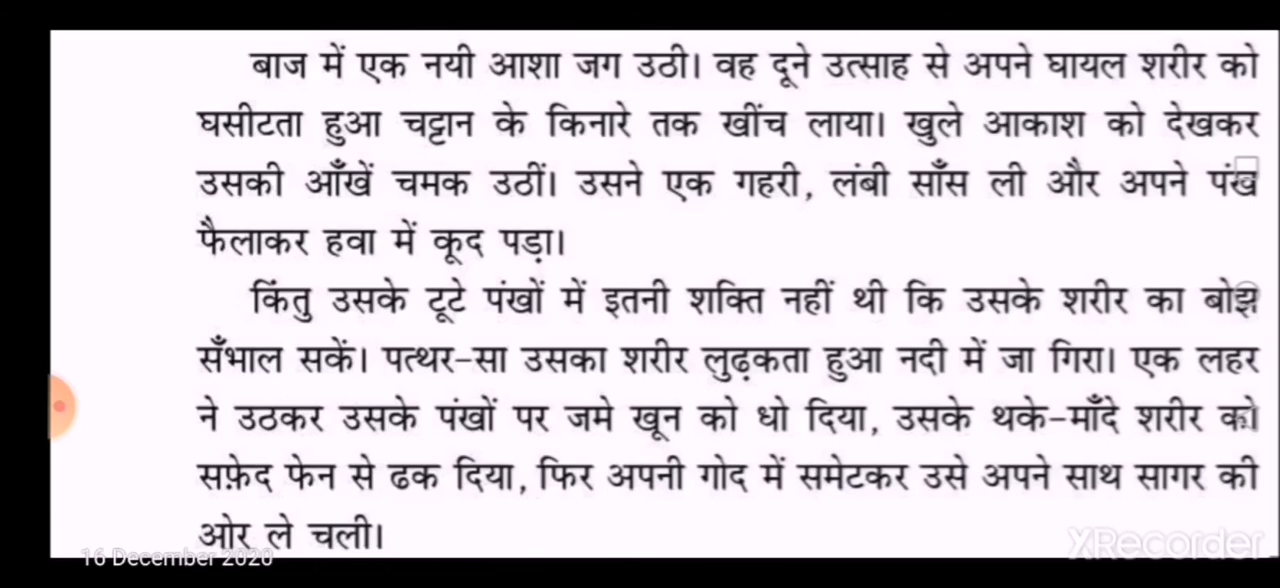 बाज में एक नयी आशा जग उठी। वह दूने उत्साह से अपने घायल शरीर को
घसीटता हुआ चट्टान के किनारे तक खींच लाया। खुले आकाश को देखकर
उसकी आँखें चमक उठीं। उसने एक गहरी, लंबी साँस ली और अपने पंख
फैलाकर हवा में कूद पड़ा।
किंतु उसके टूटे पंखों में इतनी शक्ति नहीं थी कि उसके शरीर का बोझ
सँभाल सकें। पत्थर-सा उसका शरीर लुढ़कता हुआ नदी में जा गिरा। एक लहर
ने उठकर उसके पंखों पर जमे खून को धो दिया, उसके थके-माँदे शरीर को
सफ़ेद फेन से ढक दिया, फिर अपनी गोद में समेटकर उसे अपने साथ सागर की
ओर ले चली।
16 December 2020
XRecorder